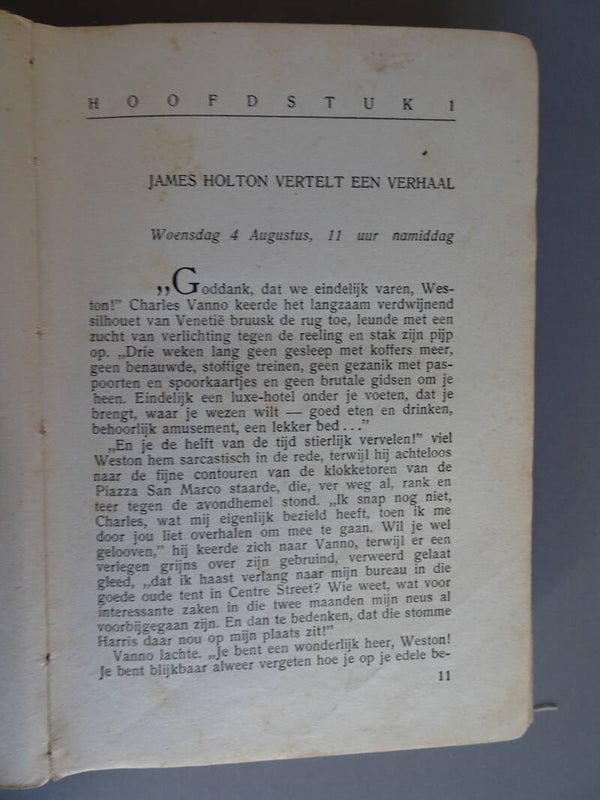 HOOFDSTUK 1
JAMES HOLTON VERTELT EEN VERHAAL
Woensdag 4 Augustus, 11 uur namiddag
„Goddank, dat we eindelijk varen, Wes-
ton!” Charles Vanno keerde het langzaam verdwijnend
silhouet van Venetië bruusk de rug toe, leunde met een
zucht van verlichting tegen de reeling en stak zijn pijp
op. „Drie weken lang geen gesleep met koffers meer,
geen benauwde, stoffige treinen, geen gezanik met pas-
poorten en spoorkaartjes en geen brutale gidsen om je
heen. Eindelijk een luxe-hotel onder je voeten, dat je
brengt, waar je wezen wilt — goed eten en drinken,
behoorlijk amusement, een lekker bed ...”
„En je de helft van de tijd stierlijk vervelen!” viel
Weston hem sarcastisch in de rede, terwijl hij achteloos
naar de fijne contouren van de klokketoren van de
Piazza San Marco staarde, die, ver weg al, rank en
teer tegen de avondhemel stond. „Ik snap nog niet,
Charles, wat mij eigenlijk bezield heeft, toen ik me
door jou liet overhalen om mee te gaan. Wil je wel
gelooven,” hij keerde zich naar Vanno, terwijl er een
verlegen grijns over zijn gebruind, verweerd gelaat
gleed, „dat ik haast verlang naar mijn bureau in die
goede oude tent in Centre Street? Wie weet, wat voor
interessante zaken in die twee maanden mijn neus al
voorbijgegaan zijn. En dan te bedenken, dat die stomme
Harris daar nou op mijn plaats zit!”
Vanno lachte. „Je bent een wonderlijk heer, Weston!
Je bent blijkbaar alweer vergeten hoe je op je edele be-
11